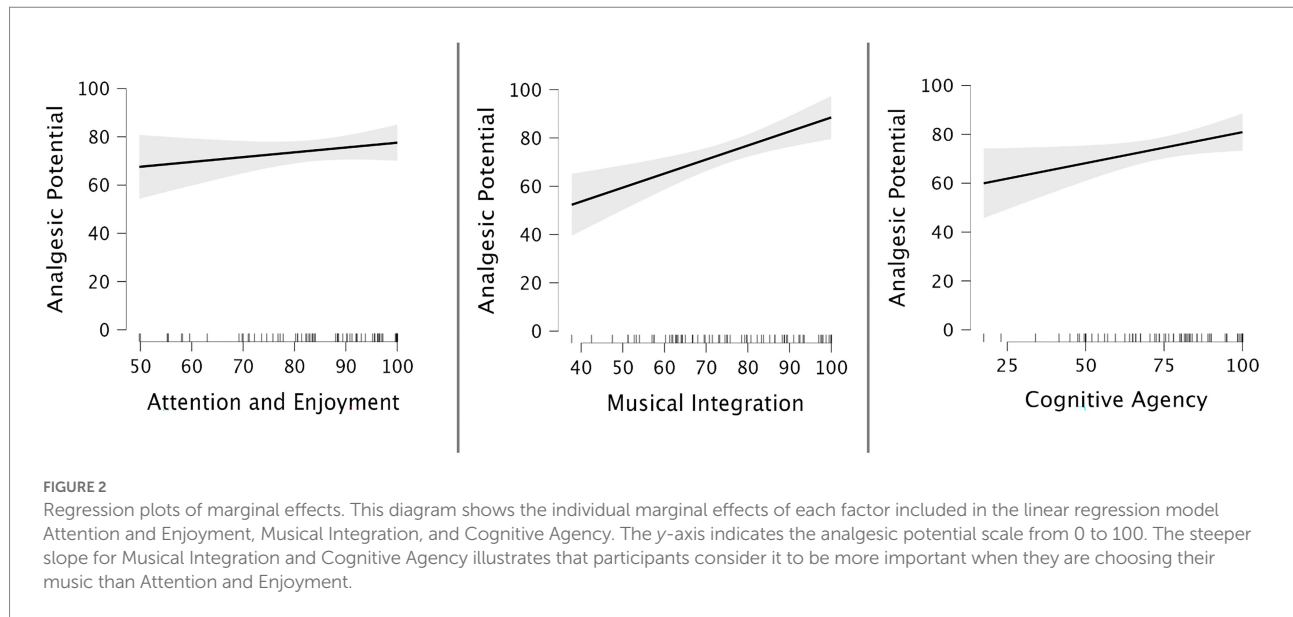 100
80
60
40
20
0
Analgesic Potential
50 60 70 80 90 100
Attention and Enjoyment
100
80
60
40
20
0
Analgesic Potential
40 50 60 70 80 90 100
Musical Integration
100
80
60
40
20
0
Analgesic Potential
25 50 75 100
Cognitive Agency
FIGURE 2
Regression plots of marginal effects. This diagram shows the individual marginal effects of each factor included in the linear regression model
Attention and Enjoyment, Musical Integration, and Cognitive Agency. The y-axis indicates the analgesic potential scale from 0 to 100. The steeper
slope for Musical Integration and Cognitive Agency illustrates that participants consider it to be more important when they are choosing their
music than Attention and Enjoyment.